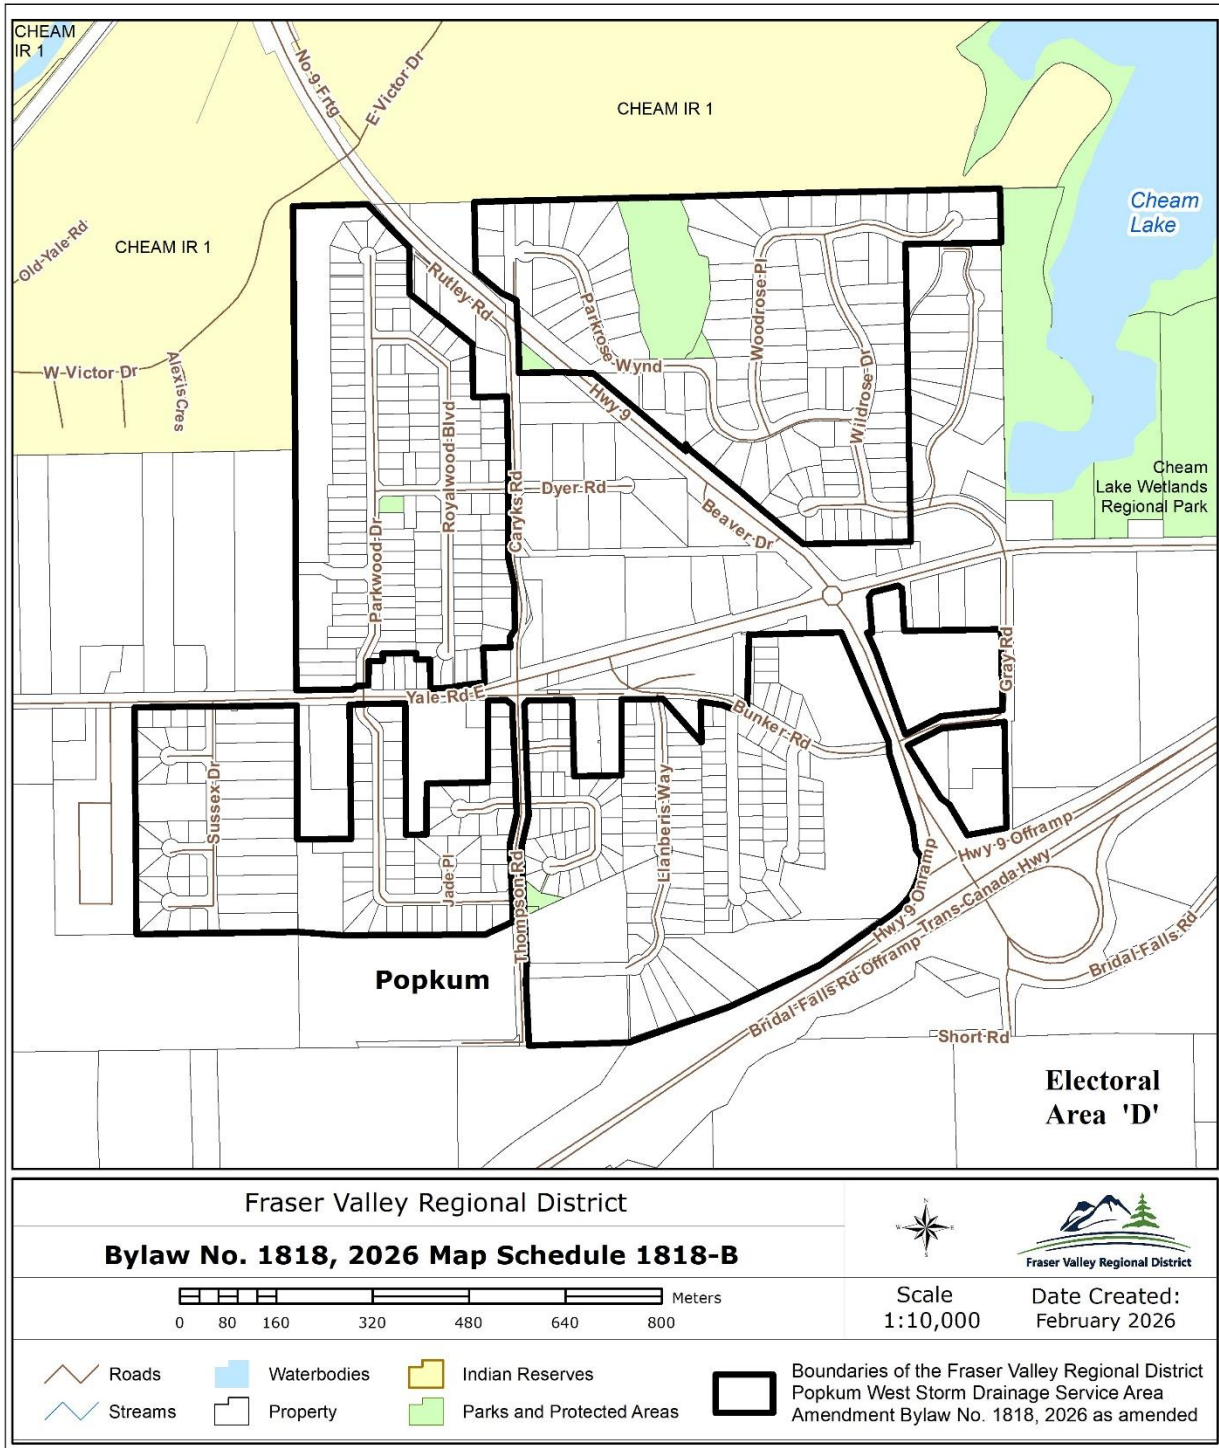 CHEAM
IR 1
No 9 Frtg
E Victor Dr
CHEAM IR 1
Cheam
Lake
Old Yale Rd
CHEAM IR 1
Rutley Rd
Parkrose Wynd
Woodrose Pl
Wildrose Dr
W Victor Dr
Alexis Cres
Hwy 9
Royalwood Blvd
Caryks Rd
Dyer Rd
Beaver Dr
Cheam
Lake Wetlands
Regional Park
Parkwood Dr
Gray Rd
Yale Rd E
Bunker Rd
Sussex Dr
Llanberis Way
Jade Pl
Thompson Rd
Hwy 9 Offramp
Hwy 9 Onramp
Bridal Falls Rd Offramp
Trans Canada Hwy
Bridal Falls Rd
Popkum
Short Rd
Electoral
Area 'D'
Fraser Valley Regional District
Bylaw No. 1818, 2026 Map Schedule 1818-B
Meters
0 80 160 320 480 640 800
N
W E
S
Scale
1:10,000
Fraser Valley Regional District
Date Created:
February 2026
Roads
Waterbodies
Indian Reserves
Streams
Property
Parks and Protected Areas
Boundaries of the Fraser Valley Regional District
Popkum West Storm Drainage Service Area
Amendment Bylaw No. 1818, 2026 as amended